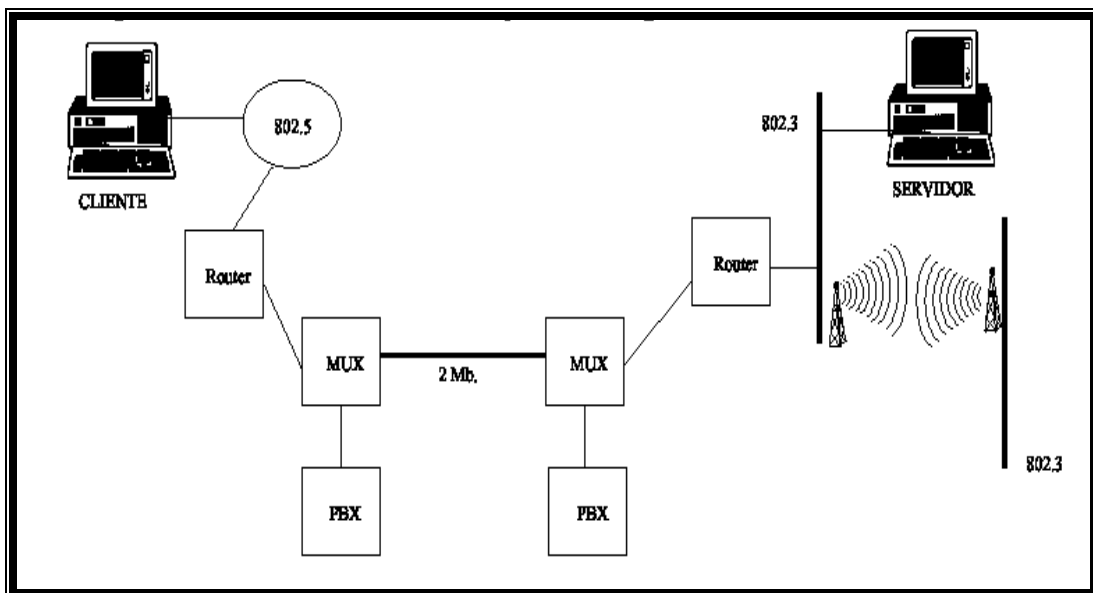 802.5
802.3
CLIENTE
SERVIDOR
Router
Router
MUX
2 Mb.
MUX
PBX
PBX
802.3